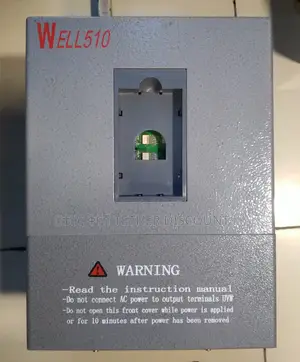 WELL510
WARNING
-Read the instruction manual
-Do not connect AC power to output terminals UVW
-Do not open this front cover while power is applied
or for 10 minutes after power has been removed